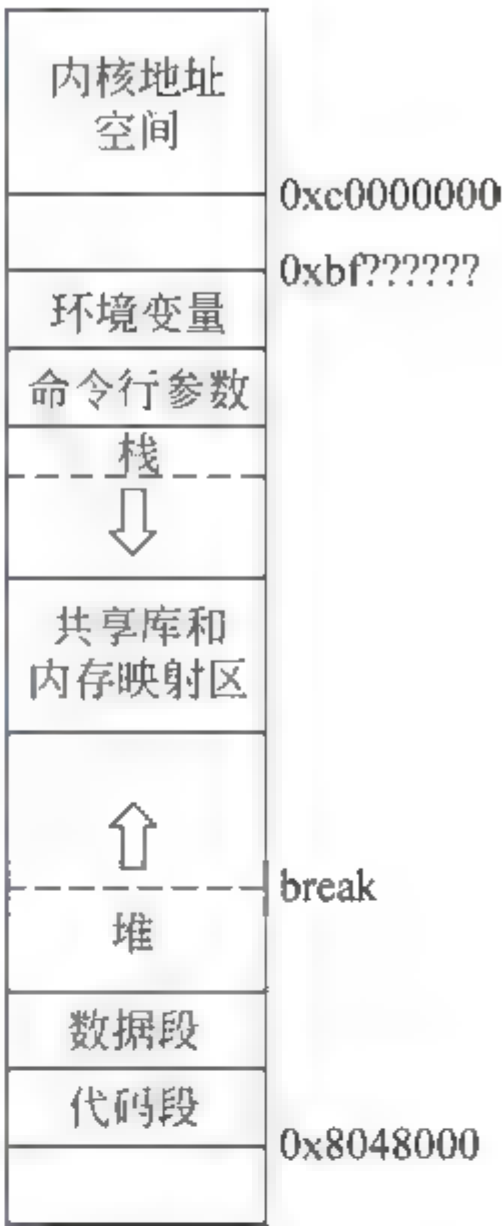 内核地址
空间
0xc0000000
0xbf??????
环境变量
命令行参数
栈
共享库和
内存映射区
break
堆
数据段
代码段
0x8048000